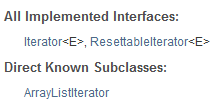 All Implemented Interfaces:
Iterator<E>, ResettableIterator<E>
Direct Known Subclasses:
ArrayListIterator